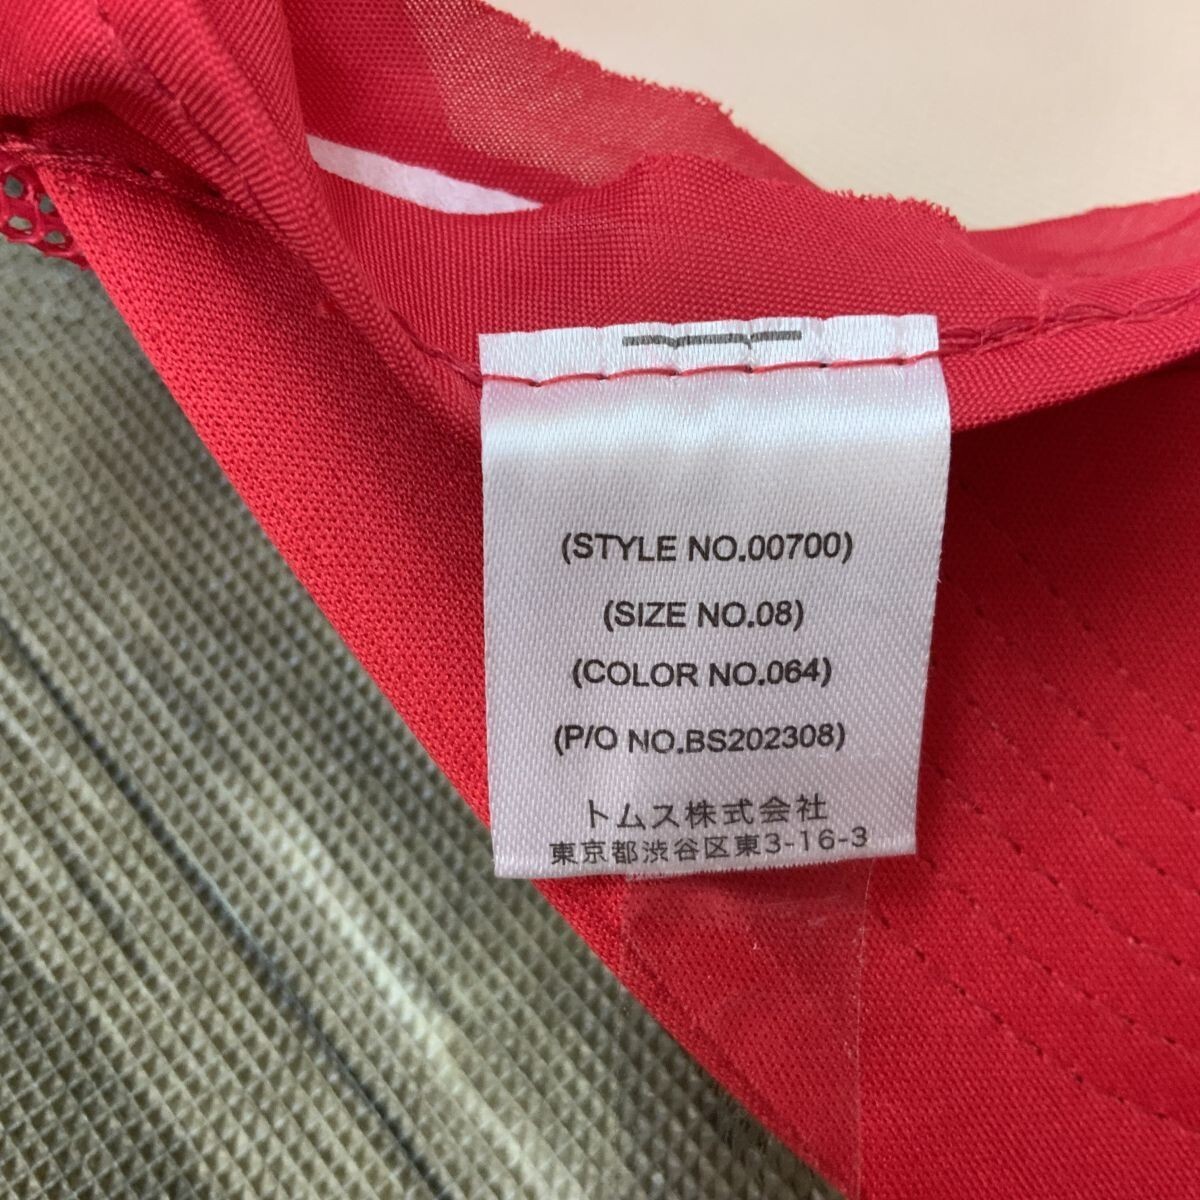 (STYLE NO.00700)
(SIZE NO.08)
(COLOR NO.064)
(P/O NO.BS202308)
トムス株式会社
東京都渋谷区東3-16-3